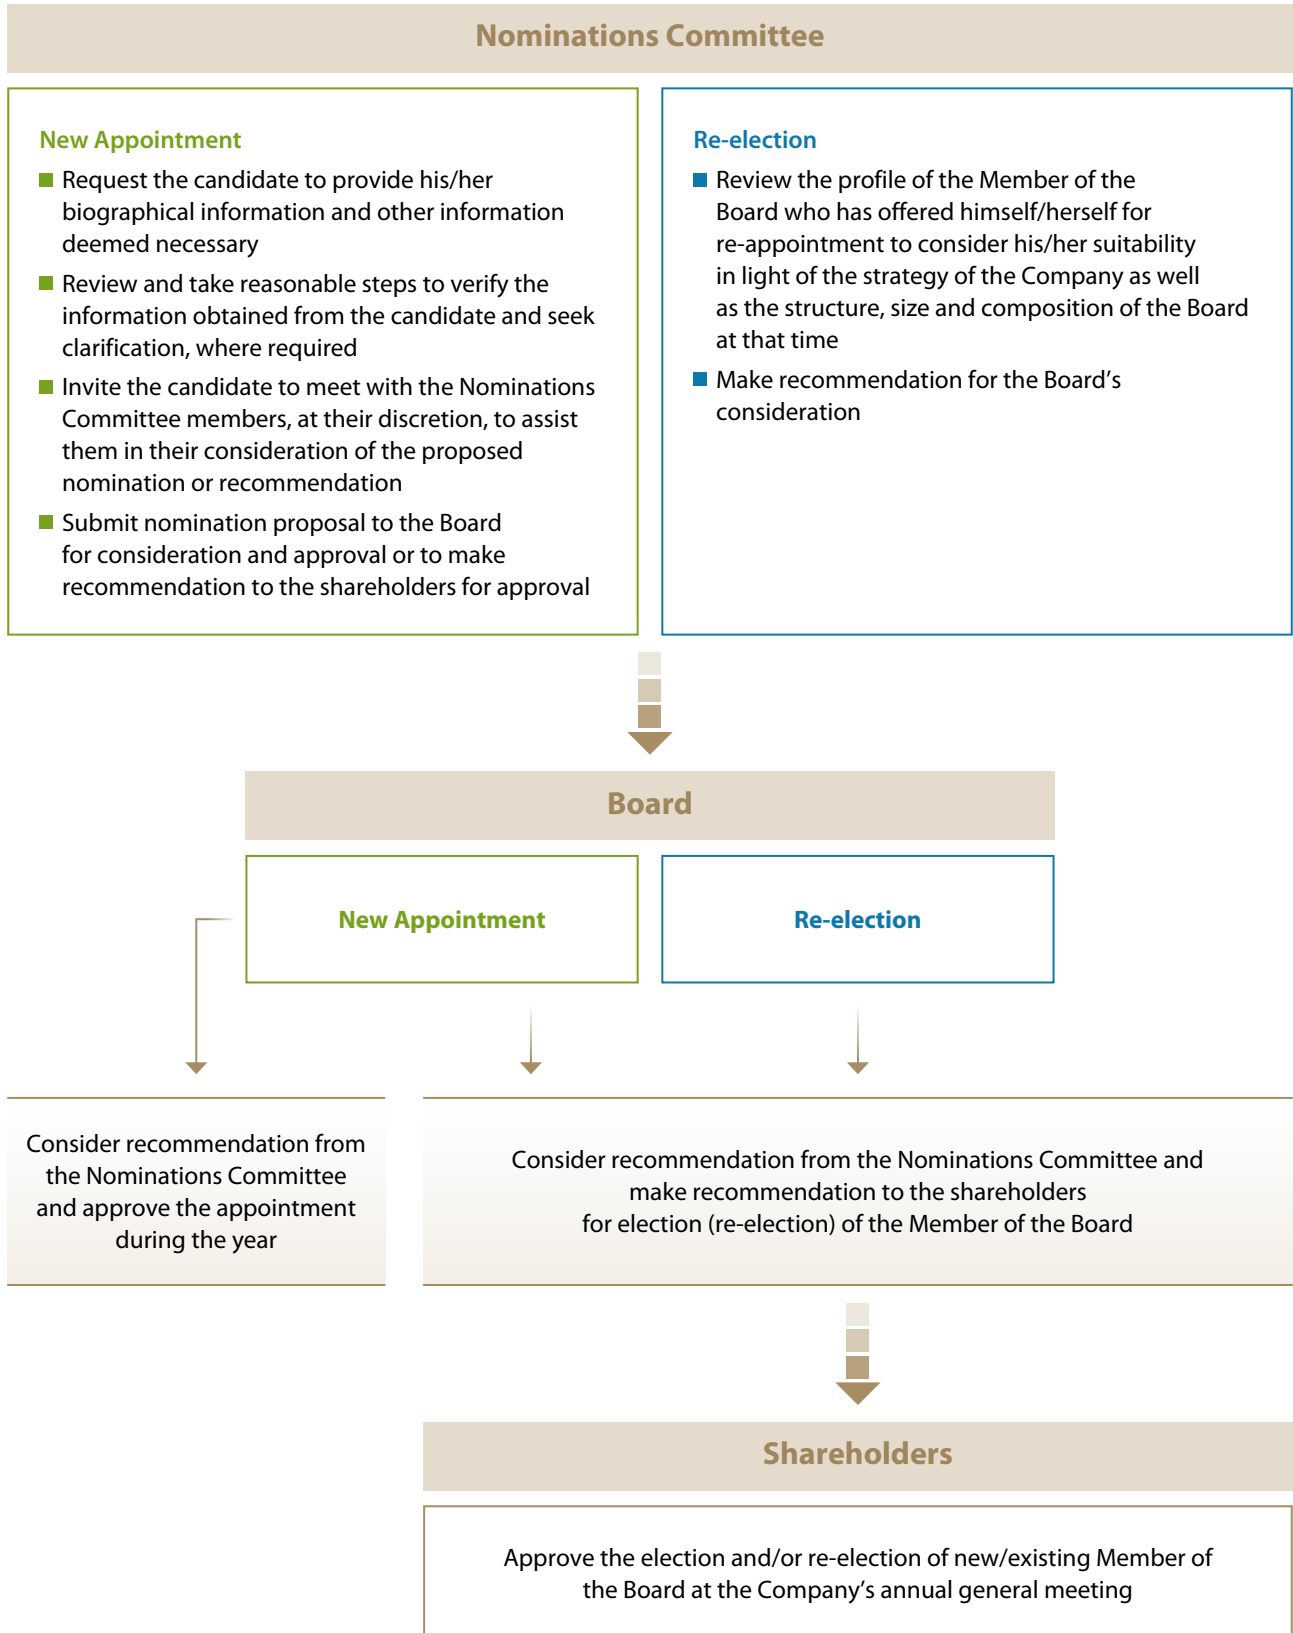 Nominations Committee
New Appointment
Request the candidate to provide his/her
biographical information and other information
deemed necessary
Review and take reasonable steps to verify the
information obtained from the candidate and seek
clarification, where required
Invite the candidate to meet with the Nominations
Committee members, at their discretion, to assist
them in their consideration of the proposed
nomination or recommendation
Submit nomination proposal to the Board
for consideration and approval or to make
recommendation to the shareholders for approval
Re-election
Review the profile of the Member of the
Board who has offered himself/herself for
re-appointment to consider his/her suitability
in light of the strategy of the Company as well
as the structure, size and composition of the Board
at that time
Make recommendation for the Board's
consideration
Board
New Appointment
Re-election
Consider recommendation from
the Nominations Committee
and approve the appointment
during the year
Consider recommendation from the Nominations Committee and
make recommendation to the shareholders
for election (re-election) of the Member of the Board
Shareholders
Approve the election and/or re-election of new/existing Member of
the Board at the Company's annual general meeting